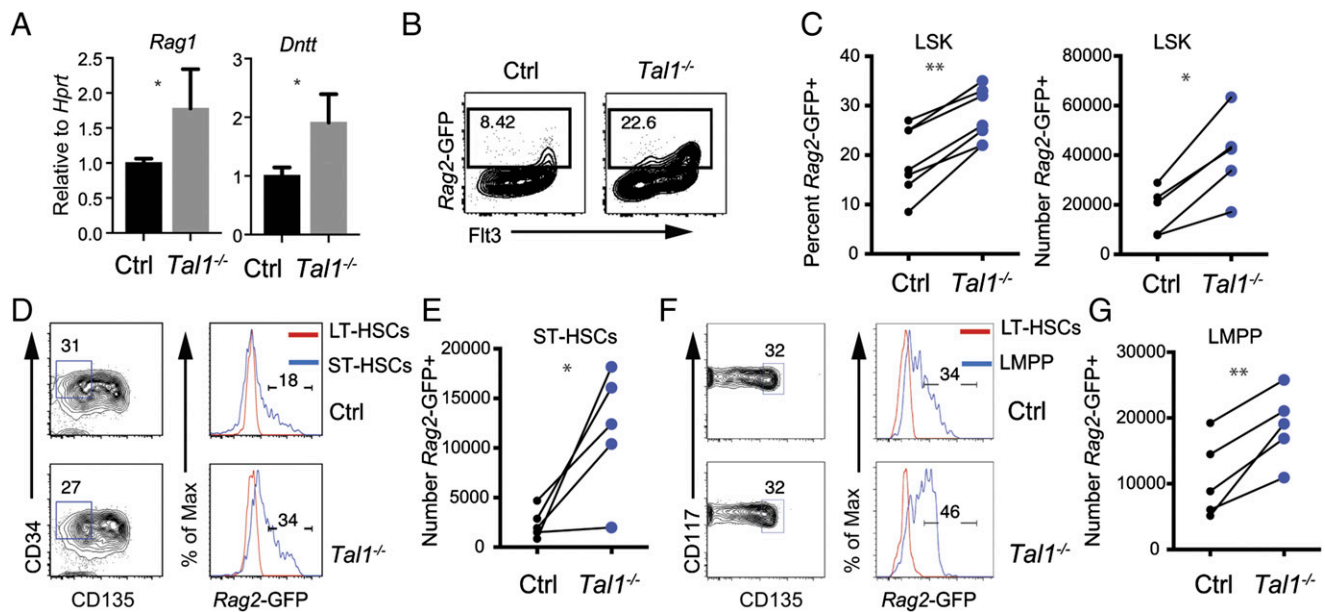 A
Rag1
Dntt
Relative to Hprt
2.5
2.0
1.5
1.0
0.5
0.0
*
3
2
1
0
*
Ctrl Tal1-/-
Ctrl Tal1-/-
B
Ctrl
Tal1-/-
8.42
22.6
Rag2-GFP
Flt3
C
LSK
**
Percent Rag2-GFP+
40
30
20
10
0
Ctrl Tal1-/-
LSK
*
Number Rag2-GFP+
80000
60000
40000
20000
0
Ctrl Tal1-/-
D
31
27
CD34
CD135
LT-HSCs
ST-HSCs
18
Ctrl
34
Tal1-/-
% of Max
Rag2-GFP
E
ST-HSCs
*
Number Rag2-GFP+
20000
15000
10000
5000
0
Ctrl Tal1-/-
F
32
32
CD117
CD135
LT-HSCs
LMPP
34
Ctrl
46
Tal1-/-
% of Max
Rag2-GFP
G
LMPP
**
Number Rag2-GFP+
30000
20000
10000
0
Ctrl Tal1-/-